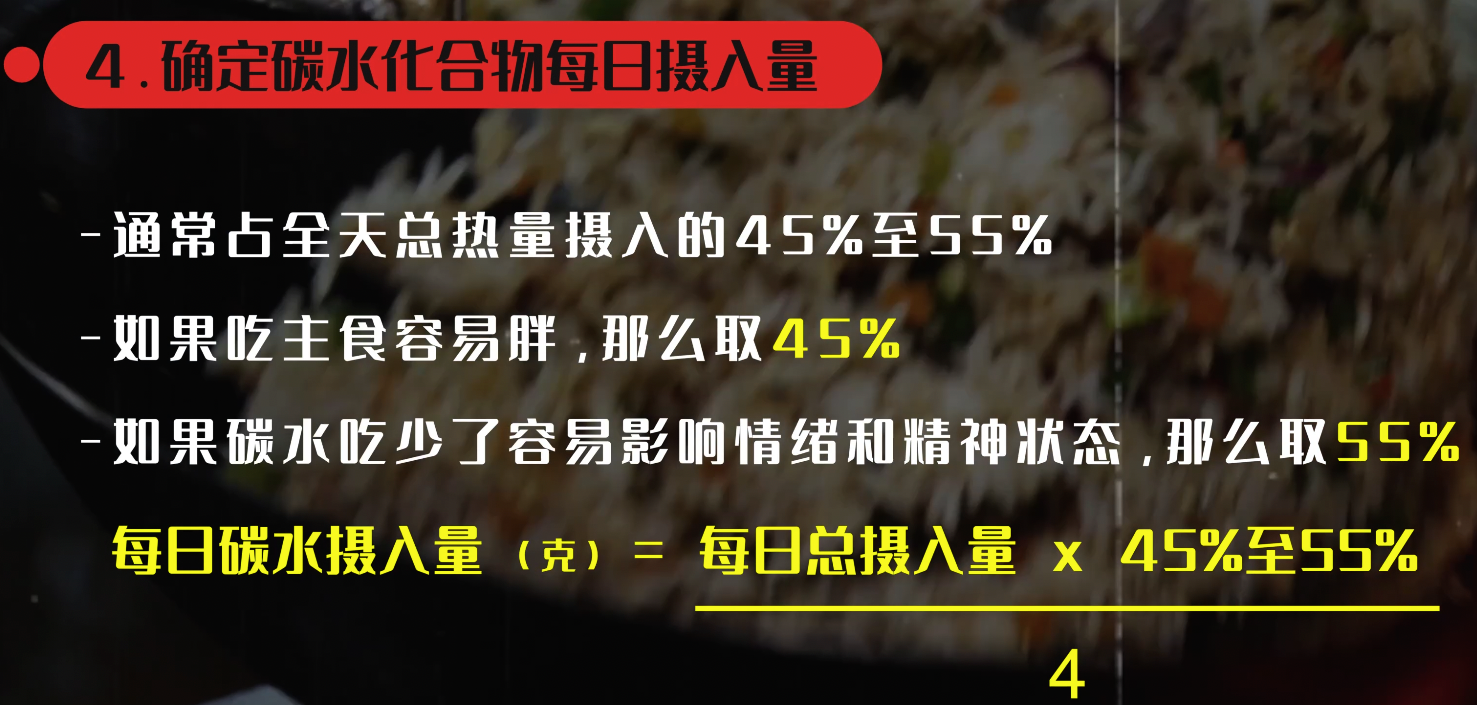 4.确定碳水化合物每日摄入量
-通常占全天总热量摄入的45%至55%
-如果吃主食容易胖,那么取45%
-如果碳水吃少了容易影响情绪和精神状态,那么取55%
每日碳水摄入量（克）= 每日总摄入量 x 45%至55%
4